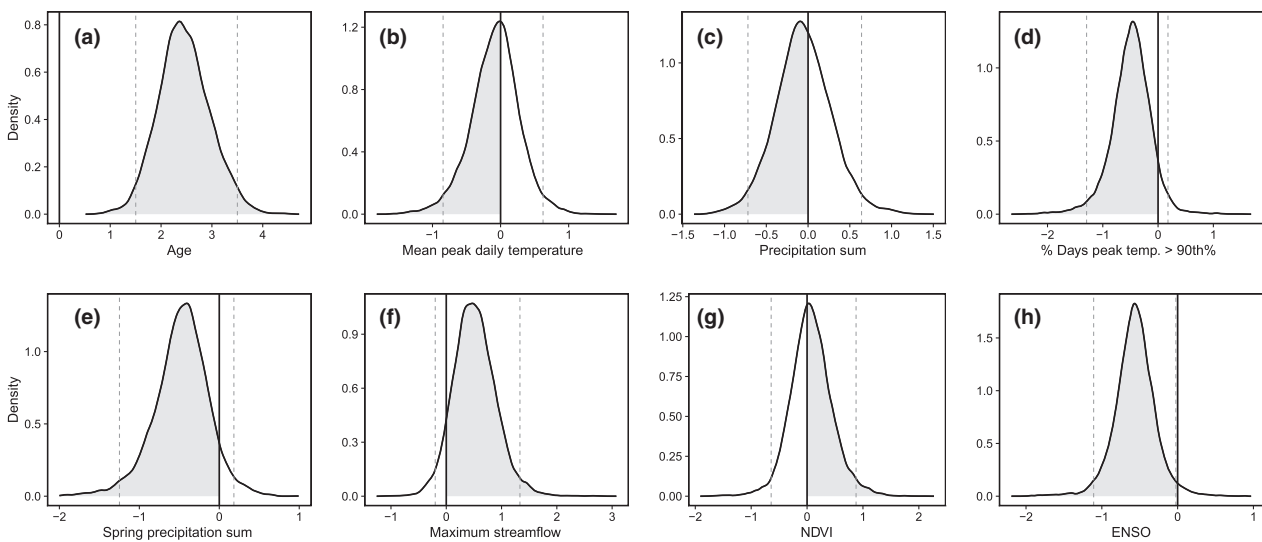 (a)
0.8
0.6
0.4
0.2
0.0
Density
0 1 2 3 4
Age
(b)
1.2
0.8
0.4
0.0
−1 0 1
Mean peak daily temperature
(c)
1.0
0.5
0.0
−1.5 −1.0 −0.5 0.0 0.5 1.0 1.5
Precipitation sum
(d)
1.0
0.5
0.0
−2 −1 0 1
% Days peak temp. > 90th%
(e)
1.0
0.5
0.0
Density
−2 −1 0 1
Spring precipitation sum
(f)
0.9
0.6
0.3
0.0
−1 0 1 2 3
Maximum streamflow
(g)
1.25
1.00
0.75
0.50
0.25
0.00
−2 −1 0 1 2
NDVI
(h)
1.5
1.0
0.5
0.0
−2 −1 0 1
ENSO